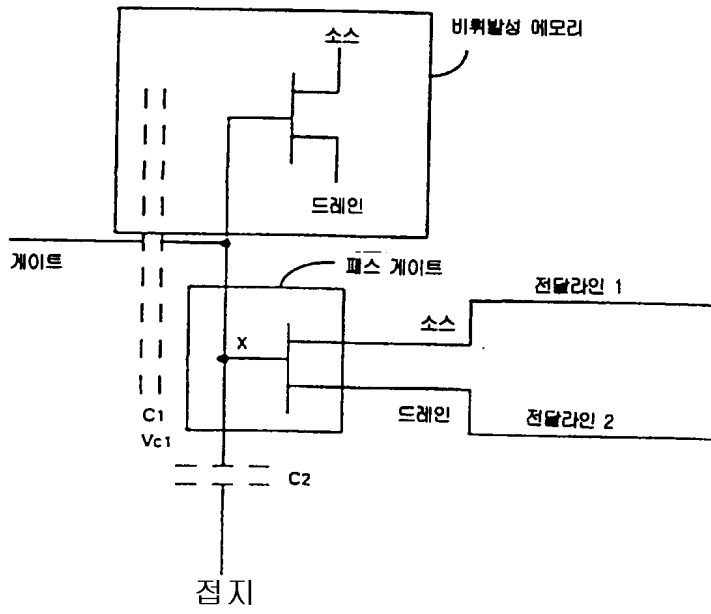 비휘발성 메모리
소스
드레인
게이트
패스 게이트
전달라인 1
소스
X
드레인
전달라인 2
C1
Vc1
C2
접지